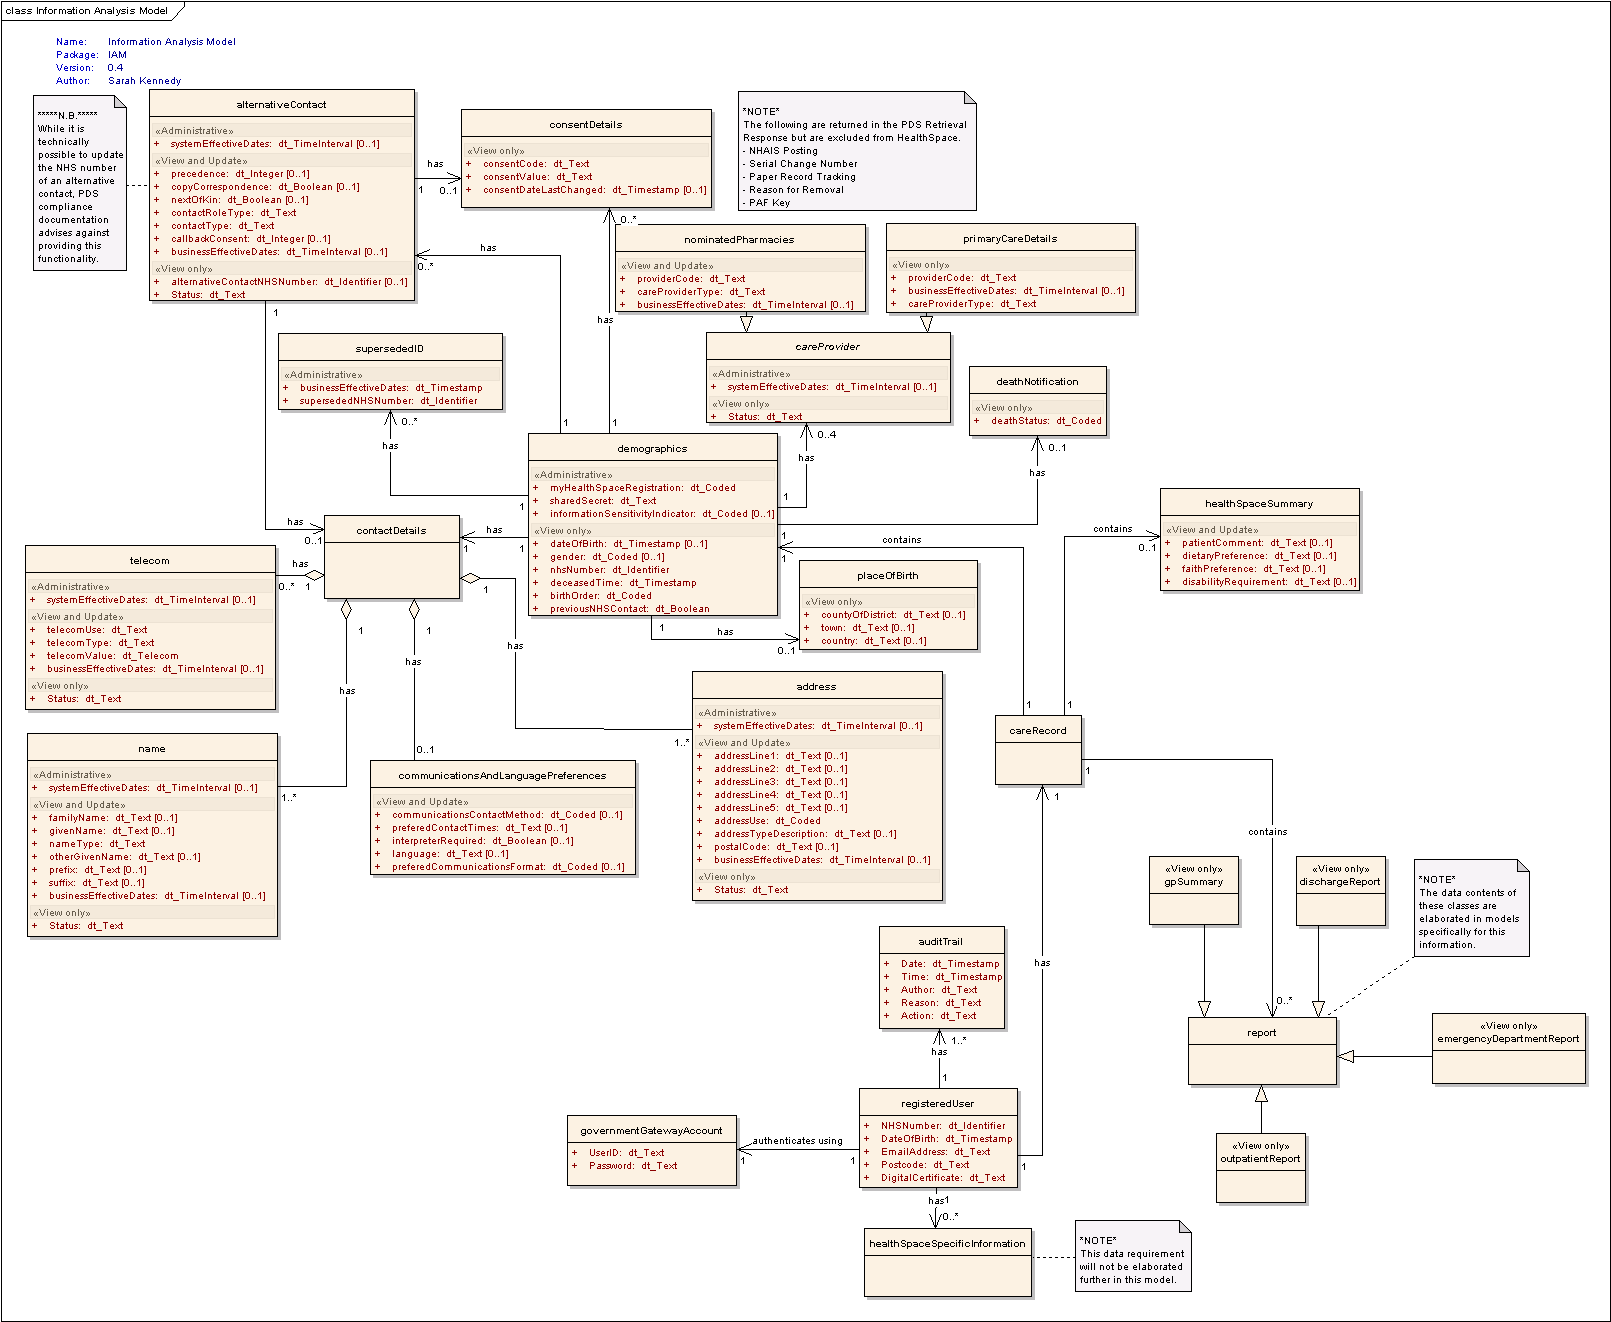 class Information Analysis Model
Name: Information Analysis Model
Package: IAM
Version: 0.4
Author: Sarah Kennedy
*****N.B.*****
While it is
technically
possible to update
the NHS number
of an alternative
contact, PDS
compliance
documentation
advises against
providing this
functionality.
alternativeContact
«Administrative»
+ systemEffectiveDates: dt_TimeInterval [0..1]
«View and Update»
+ precedence: dt_Integer [0..1]
+ copyCorrespondence: dt_Boolean [0..1]
+ nextOfKin: dt_Boolean [0..1]
+ contactRoleType: dt_Text
+ contactType: dt_Text
+ callbackConsent: dt_Integer [0..1]
+ businessEffectiveDates: dt_TimeInterval [0..1]
«View only»
+ alternativeContactNHSNumber: dt_Identifier [0..1]
+ Status: dt_Text
has
1
0..1
consentDetails
«View only»
+ consentCode: dt_Text
+ consentValue: dt_Text
+ consentDateLastChanged: dt_Timestamp [0..1]
*NOTE*
The following are returned in the PDS Retrieval
Response but are excluded from HealthSpace.
- NHAIS Posting
- Serial Change Number
- Paper Record Tracking
- Reason for Removal
- PAF Key
0..*
has
0..*
has
nominatedPharmacies
«View and Update»
+ providerCode: dt_Text
+ careProviderType: dt_Text
+ businessEffectiveDates: dt_TimeInterval [0..1]
primaryCareDetails
«View only»
+ providerCode: dt_Text
+ businessEffectiveDates: dt_TimeInterval [0..1]
+ careProviderType: dt_Text
1
supersededID
«Administrative»
+ businessEffectiveDates: dt_Timestamp
+ supersededNHSNumber: dt_Identifier
0..*
has
careProvider
«Administrative»
+ systemEffectiveDates: dt_TimeInterval [0..1]
«View only»
+ Status: dt_Text
0..4
has
deathNotification
«View only»
+ deathStatus: dt_Coded
0..1
has
1
1
demographics
«Administrative»
+ myHealthSpaceRegistration: dt_Coded
+ sharedSecret: dt_Text
+ informationSensitivityIndicator: dt_Coded [0..1]
«View only»
+ dateOfBirth: dt_Timestamp [0..1]
+ gender: dt_Coded [0..1]
+ nhsNumber: dt_Identifier
+ deceasedTime: dt_Timestamp
+ birthOrder: dt_Coded
+ previousNHSContact: dt_Boolean
1
1
1
1
contains
1
has
1
1
has
0..1
healthSpaceSummary
«View and Update»
+ patientComment: dt_Text [0..1]
+ dietaryPreference: dt_Text [0..1]
+ faithPreference: dt_Text [0..1]
+ disabilityRequirement: dt_Text [0..1]
contains
0..1
contactDetails
has
0..1
telecom
«Administrative»
+ systemEffectiveDates: dt_TimeInterval [0..1]
«View and Update»
+ telecomUse: dt_Text
+ telecomType: dt_Text
+ telecomValue: dt_Telecom
+ businessEffectiveDates: dt_TimeInterval [0..1]
«View only»
+ Status: dt_Text
has
0..*
1
1
1
1
has
has
has
placeOfBirth
«View only»
+ countyOfDistrict: dt_Text [0..1]
+ town: dt_Text [0..1]
+ country: dt_Text [0..1]
name
«Administrative»
+ systemEffectiveDates: dt_TimeInterval [0..1]
«View and Update»
+ familyName: dt_Text [0..1]
+ givenName: dt_Text [0..1]
+ nameType: dt_Text
+ otherGivenName: dt_Text [0..1]
+ prefix: dt_Text [0..1]
+ suffix: dt_Text [0..1]
+ businessEffectiveDates: dt_TimeInterval [0..1]
«View only»
+ Status: dt_Text
1..*
0..1
communicationsAndLanguagePreferences
«View and Update»
+ communicationsContactMethod: dt_Coded [0..1]
+ preferedContactTimes: dt_Text [0..1]
+ interpreterRequired: dt_Boolean [0..1]
+ language: dt_Text [0..1]
+ preferedCommunicationsFormat: dt_Coded [0..1]
1..*
address
«Administrative»
+ systemEffectiveDates: dt_TimeInterval [0..1]
«View and Update»
+ addressLine1: dt_Text [0..1]
+ addressLine2: dt_Text [0..1]
+ addressLine3: dt_Text [0..1]
+ addressLine4: dt_Text [0..1]
+ addressLine5: dt_Text [0..1]
+ addressUse: dt_Coded
+ addressTypeDescription: dt_Text [0..1]
+ postalCode: dt_Text [0..1]
+ businessEffectiveDates: dt_TimeInterval [0..1]
«View only»
+ Status: dt_Text
1
1
careRecord
1
1
contains
0..*
has
«View only»
gpSummary
«View only»
dischargeReport
*NOTE*
The data contents of
these classes are
elaborated in models
specifically for this
information.
report
«View only»
emergencyDepartmentReport
«View only»
outpatientReport
auditTrail
+ Date: dt_Timestamp
+ Time: dt_Timestamp
+ Author: dt_Text
+ Reason: dt_Text
+ Action: dt_Text
1..*
has
1
registeredUser
+ NHSNumber: dt_Identifier
+ DateOfBirth: dt_Timestamp
+ EmailAddress: dt_Text
+ Postcode: dt_Text
+ DigitalCertificate: dt_Text
1
governmentGatewayAccount
+ UserID: dt_Text
+ Password: dt_Text
authenticates using
1
1
has
1
0..*
healthSpaceSpecificInformation
*NOTE*
This data requirement
will not be elaborated
further in this model.